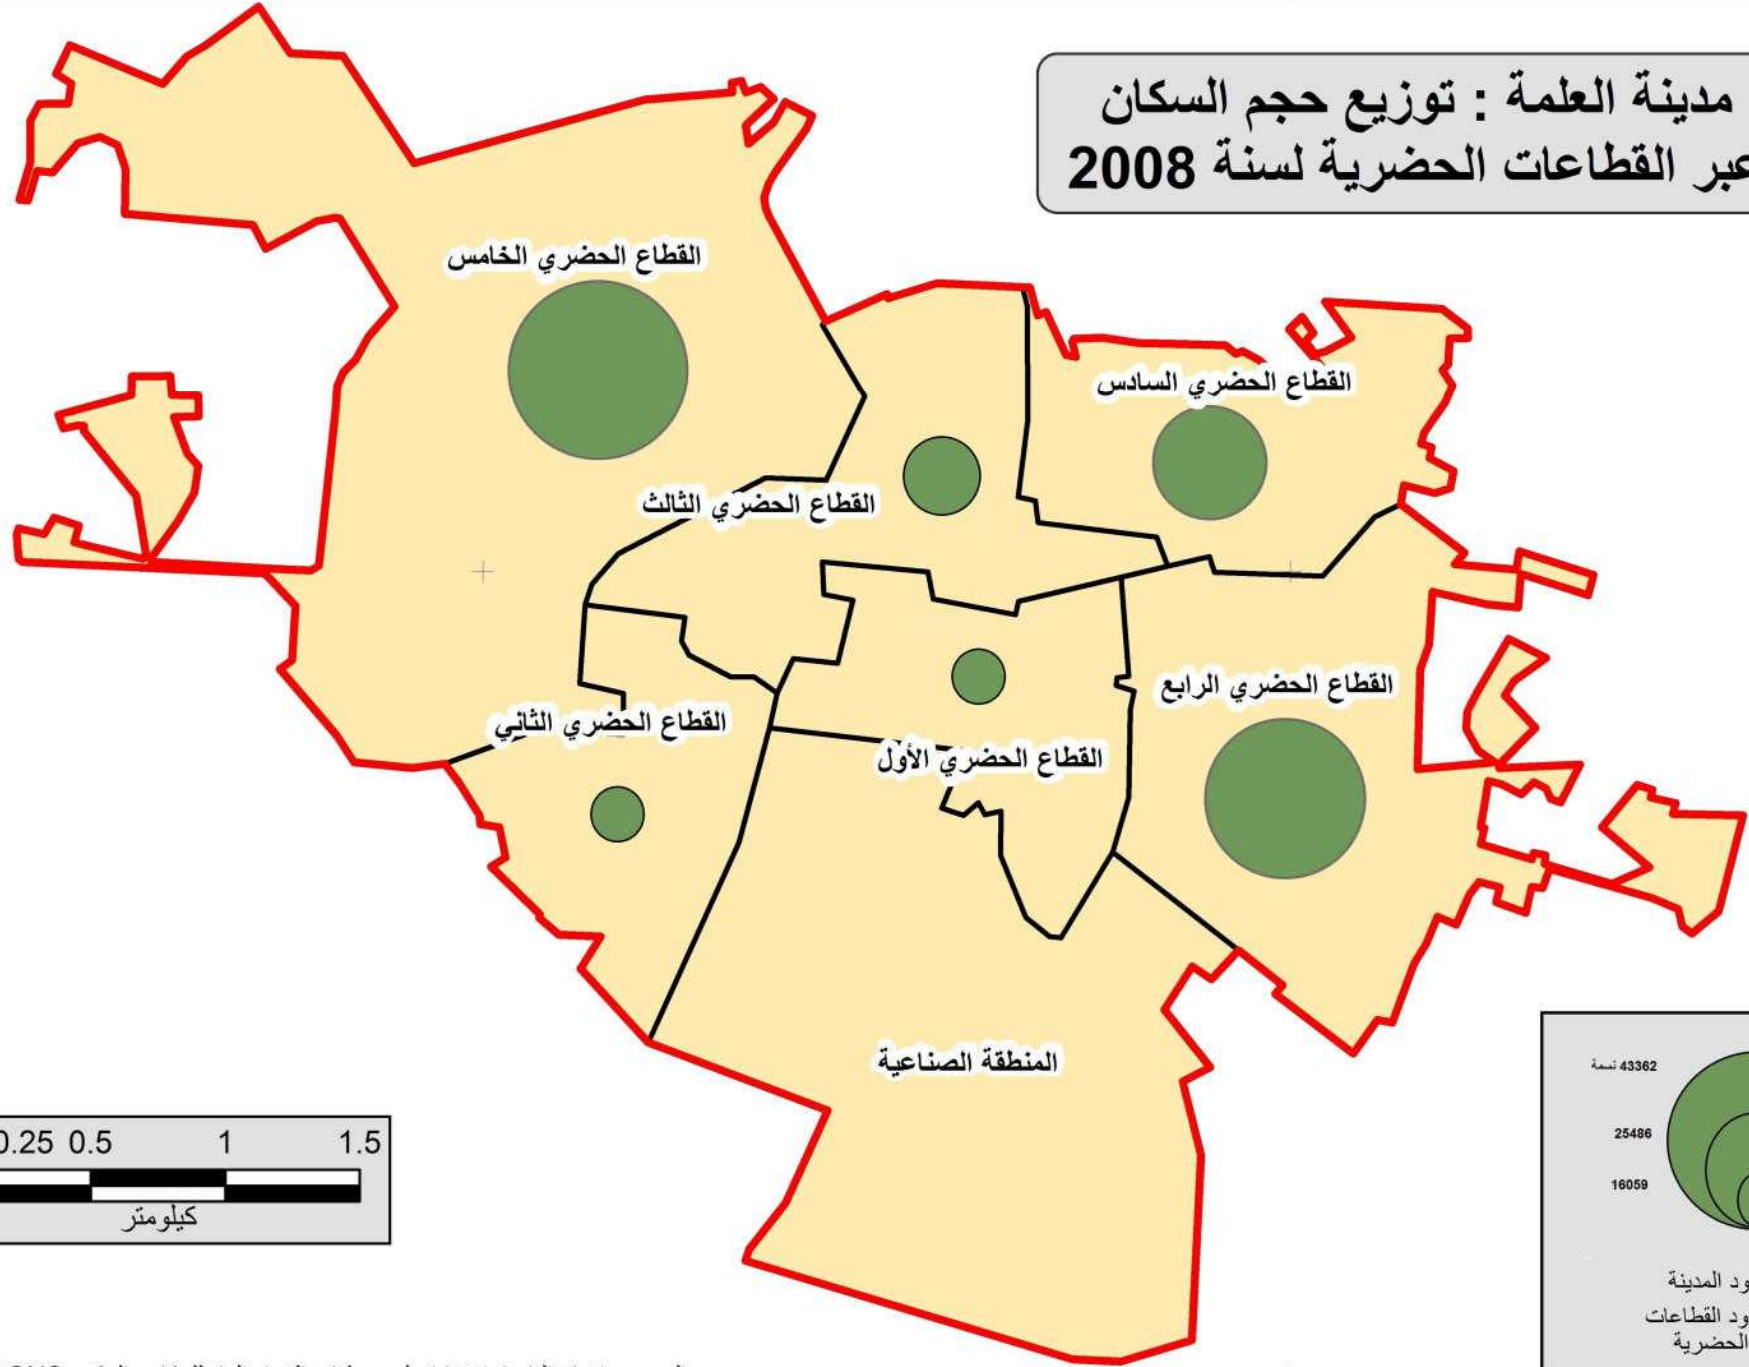 مدينة العلمة : توزيع حجم السكان
عبر القطاعات الحضرية لسنة 2008
القطاع الحضري الخامس
القطاع الحضري السادس
القطاع الحضري الثالث
القطاع الحضري الرابع
القطاع الحضري الثاني
القطاع الحضري الأول
المنطقة الصناعية
43362 نسمة
25486
16059
0.25 0.5 1 1.5
كيلومتر
المدينة
القطاعات
الحضرية